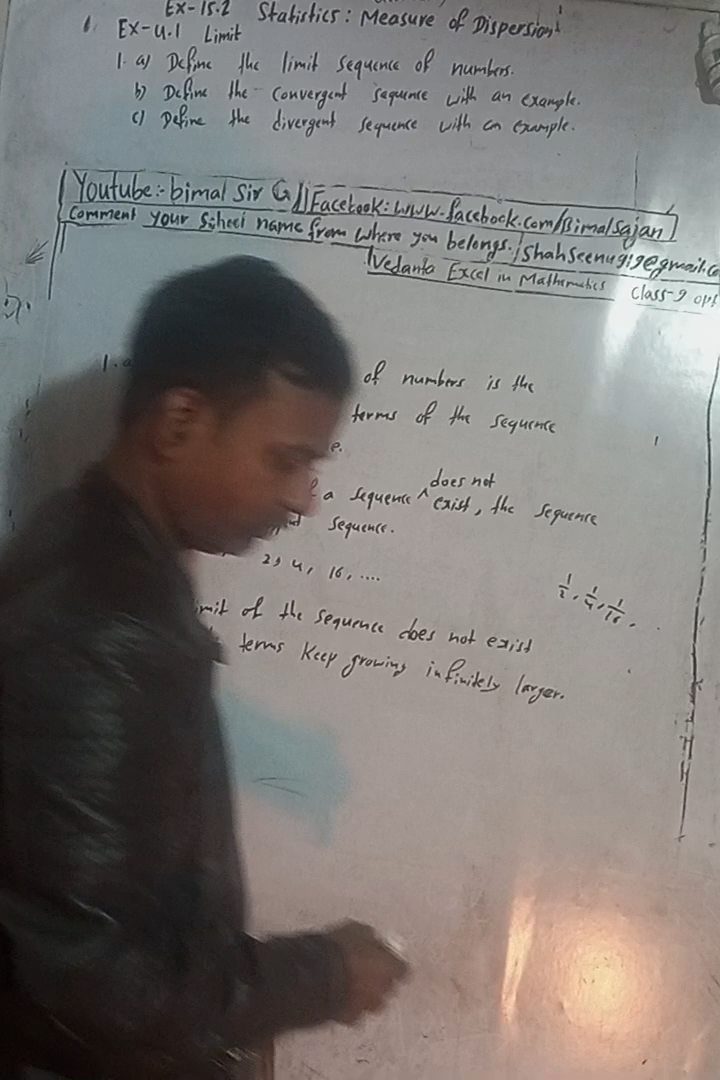 Ex-15.2 Statistics: Measure of Dispersion
Ex-4.1 Limit
1. a) Define the limit sequence of numbers.
b) Define the convergent sequence with an example.
c) Define the divergent sequence with an example.
Youtube:- bimal Sir G || Facebook: www.facebook.com/Bimalsajan
Comment your School name from where you belongs. / Shahseenu919@gmail.co
Vedanta Excel in Mathematics Class-9 opt
1. a of numbers is the
terms of the sequence
e.
a sequence ^ does not exist, the sequence
sequence.
2, 4, 16, ....
1/2, 1/4, 1/16, .
imit of the sequence does not exist
terms keep growing infinitely larger.